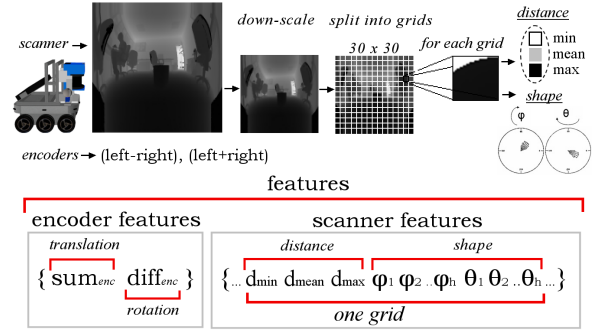 scanner
down-scale
split into grids
30 x 30
for each grid
distance
min
mean
max
shape
φ θ
encoders (left-right), (left+right)
features
encoder features scanner features
translation distance shape
{ sumenc diffenc } {... dmin dmean dmax φ1 φ2 ..φh θ1 θ2 ..θh ...}
rotation one grid